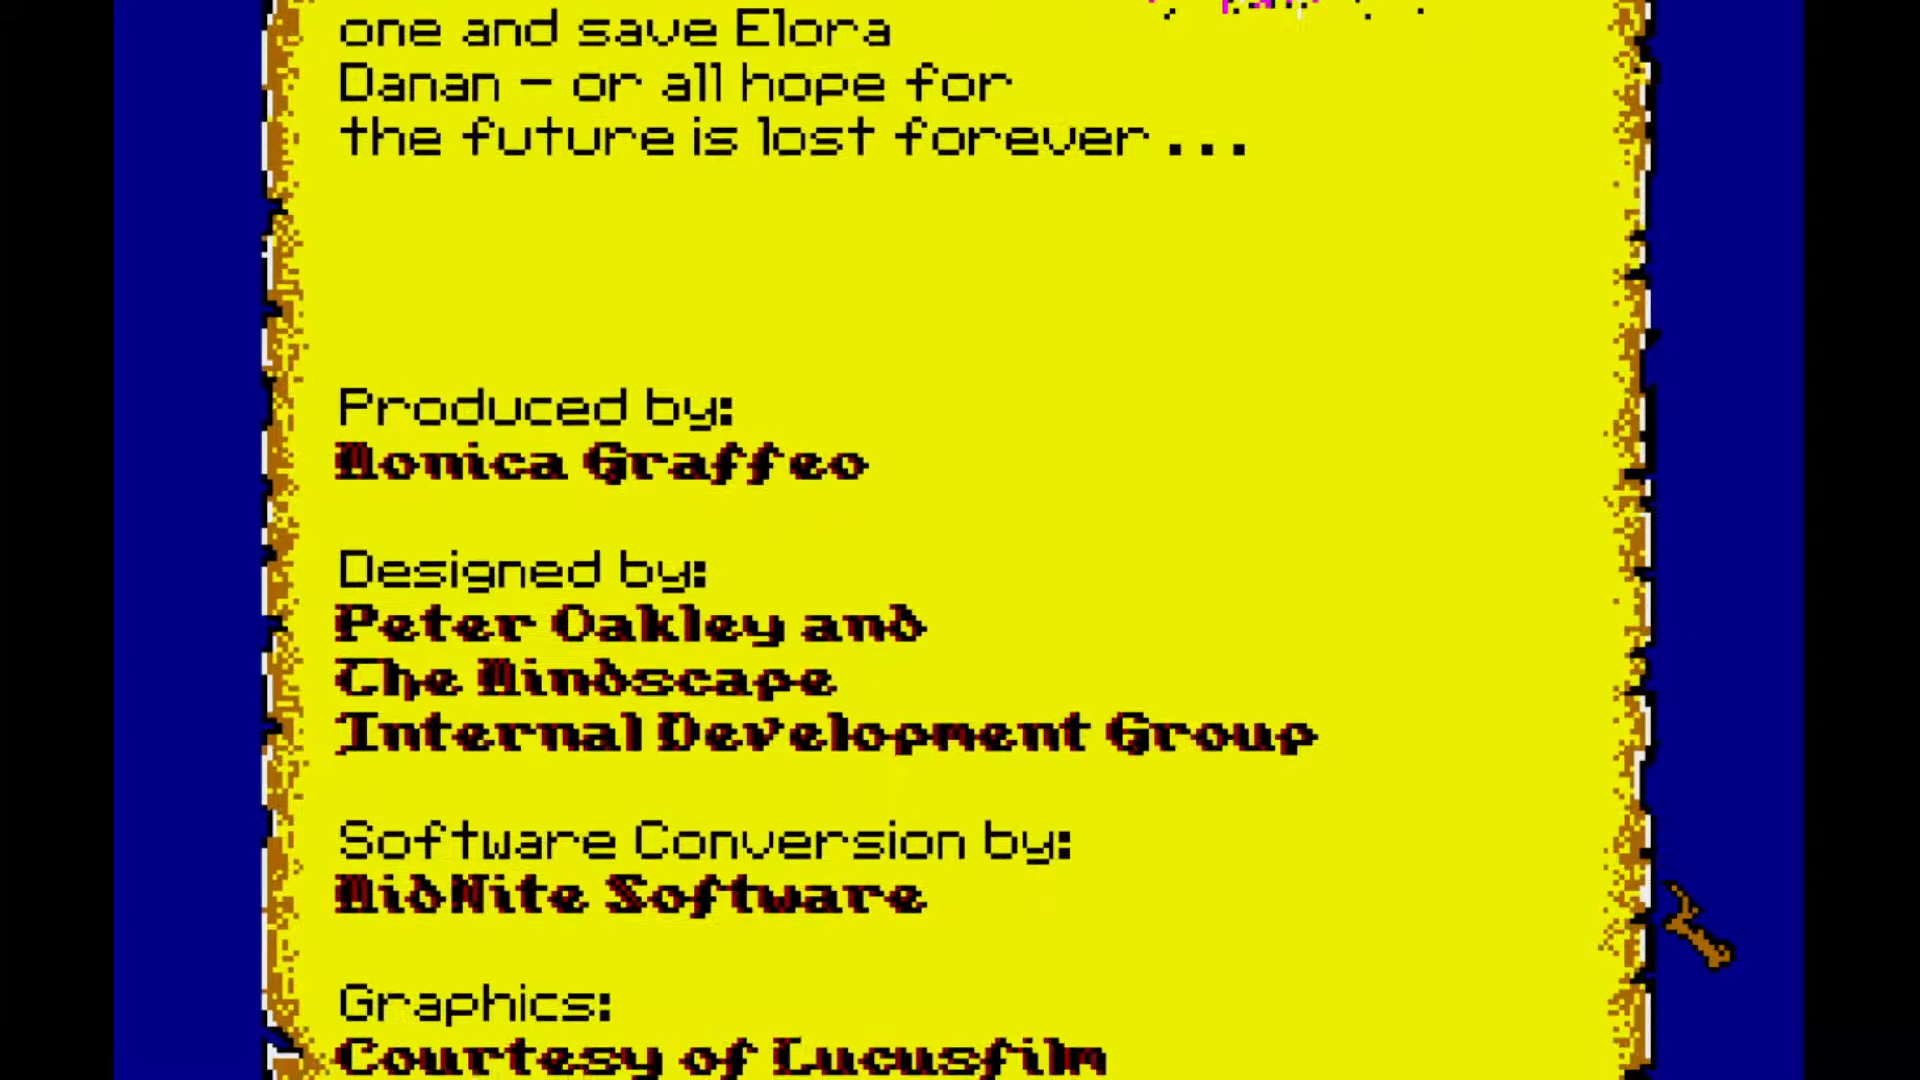 one and save Elora
Danan – or all hope for
the future is lost forever ...
Produced by:
Monica Graffeo
Designed by:
Peter Oakley and
The Mindscape
Internal Development Group
Software Conversion by:
MidNite Software
Graphics:
Courtesy of Lucusfilm